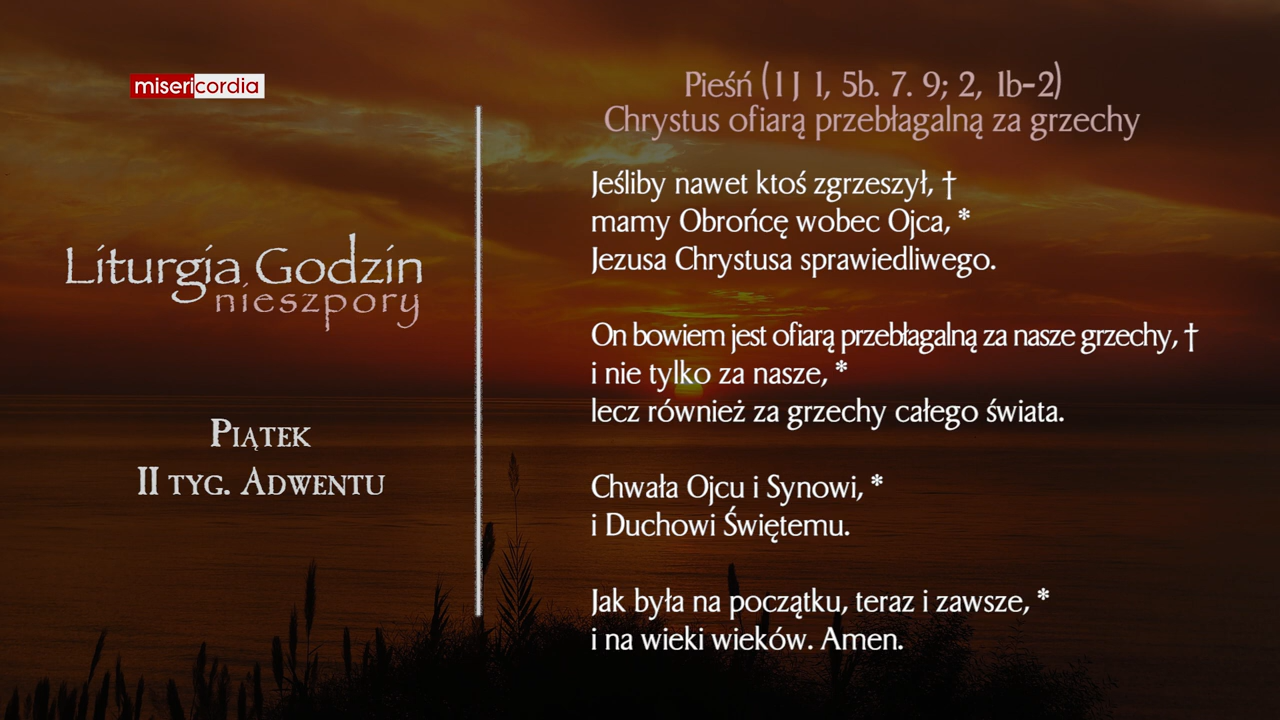 misericordia
Liturgia Godzin
nieszpory
Piątek
II tyg. Adwentu
Pieśń (1 J 1, 5b. 7. 9; 2, 1b-2)
Chrystus ofiarą przebłagalną za grzechy
Jeśliby nawet ktoś zgrzeszył, †
mamy Obrońcę wobec Ojca, *
Jezusa Chrystusa sprawiedliwego.
On bowiem jest ofiarą przebłagalną za nasze grzechy, †
i nie tylko za nasze, *
lecz również za grzechy całego świata.
Chwała Ojcu i Synowi, *
i Duchowi Świętemu.
Jak była na początku, teraz i zawsze, *
i na wieki wieków. Amen.